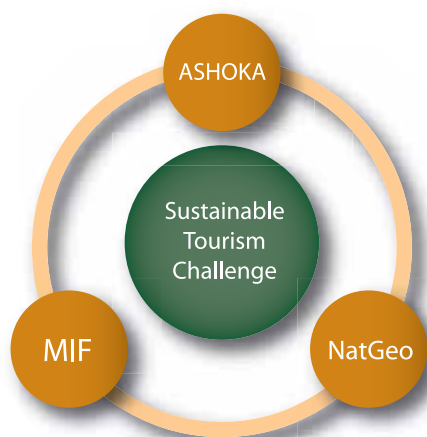 ASHOKA
Sustainable
Tourism
Challenge
MIF
NatGeo